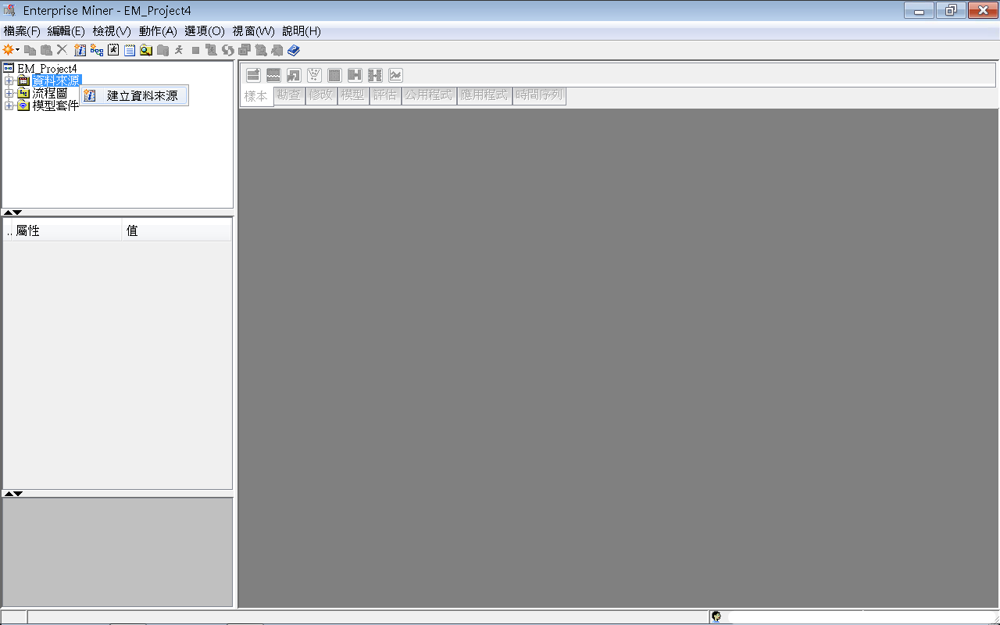 Enterprise Miner - EM_Project4
檔案(F) 編輯(E) 檢視(V) 動作(A) 選項(O) 視窗(W) 說明(H)
EM_Project4
資料來源
建立資料來源
流程圖
模型套件
樣本 勘查 修改 模型 評估 公用程式 應用程式 時間序列
.. 屬性 值